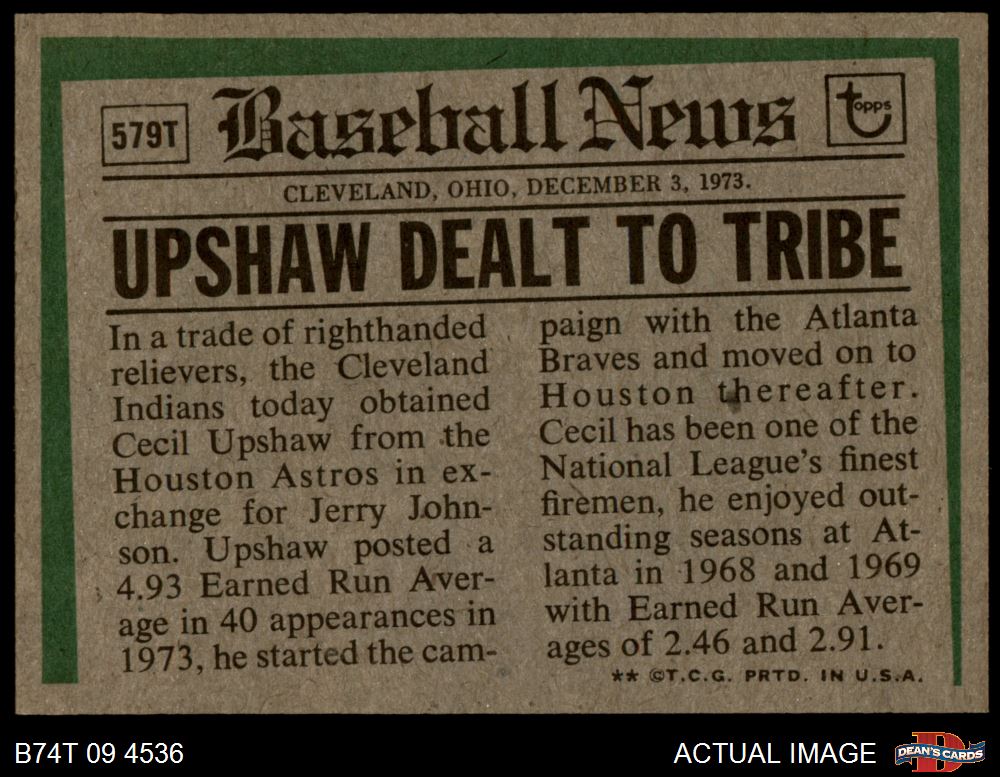 579T
Baseball News
topps
CLEVELAND, OHIO, DECEMBER 3, 1973.
UPSHAW DEALT TO TRIBE
In a trade of righthanded
relievers, the Cleveland
Indians today obtained
Cecil Upshaw from the
Houston Astros in ex-
change for Jerry John-
son. Upshaw posted a
4.93 Earned Run Aver-
age in 40 appearances in
1973, he started the cam-
paign with the Atlanta
Braves and moved on to
Houston thereafter.
Cecil has been one of the
National League's finest
firemen, he enjoyed out-
standing seasons at At-
lanta in 1968 and 1969
with Earned Run Aver-
ages of 2.46 and 2.91.
** ©T.C.G. PRTD. IN U.S.A.
B74T 09 4536
ACTUAL IMAGE
D
DEAN'S CARDS